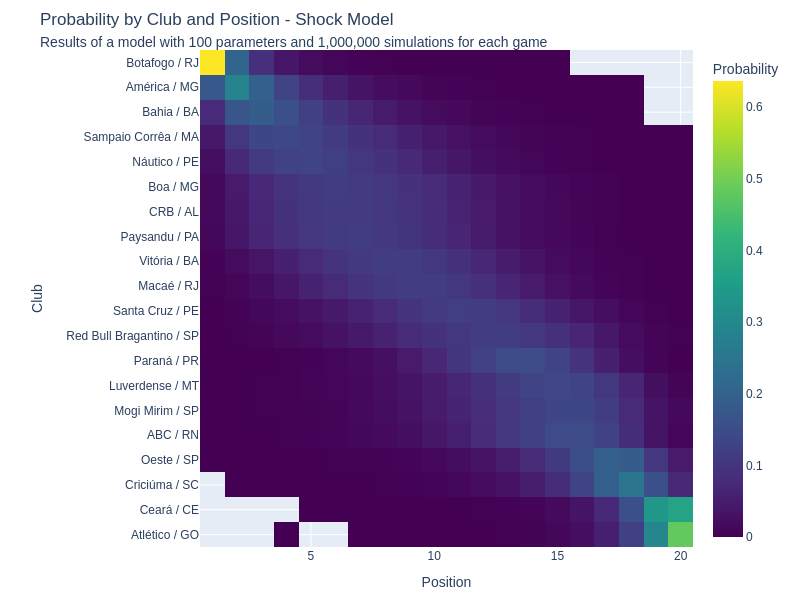 Probability by Club and Position - Shock Model
Results of a model with 100 parameters and 1,000,000 simulations for each game
Probability
Club
Botafogo / RJ
América / MG
Bahia / BA
Sampaio Corrêa / MA
Náutico / PE
Boa / MG
CRB / AL
Paysandu / PA
Vitória / BA
Macaé / RJ
Santa Cruz / PE
Red Bull Bragantino / SP
Paraná / PR
Luverdense / MT
Mogi Mirim / SP
ABC / RN
Oeste / SP
Criciúma / SC
Ceará / CE
Atlético / GO
0.6
0.5
0.4
0.3
0.2
0.1
0
5 10 15 20
Position